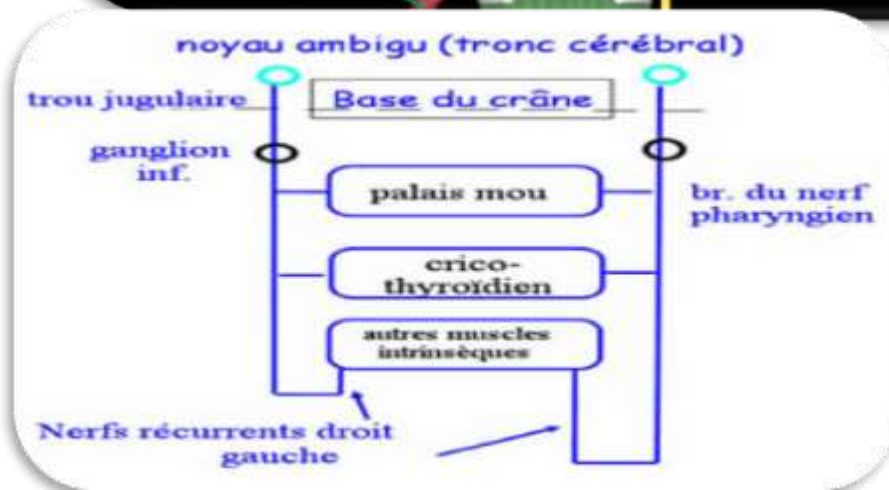 noyau ambigu (tronc cérébral)
trou jugulaire
Base du crâne
ganglion
inf.
palais mou
br. du nerf
pharyngien
crico-
thyroïdien
autres muscles
intrinsèques
Nerfs récurrents droit
gauche